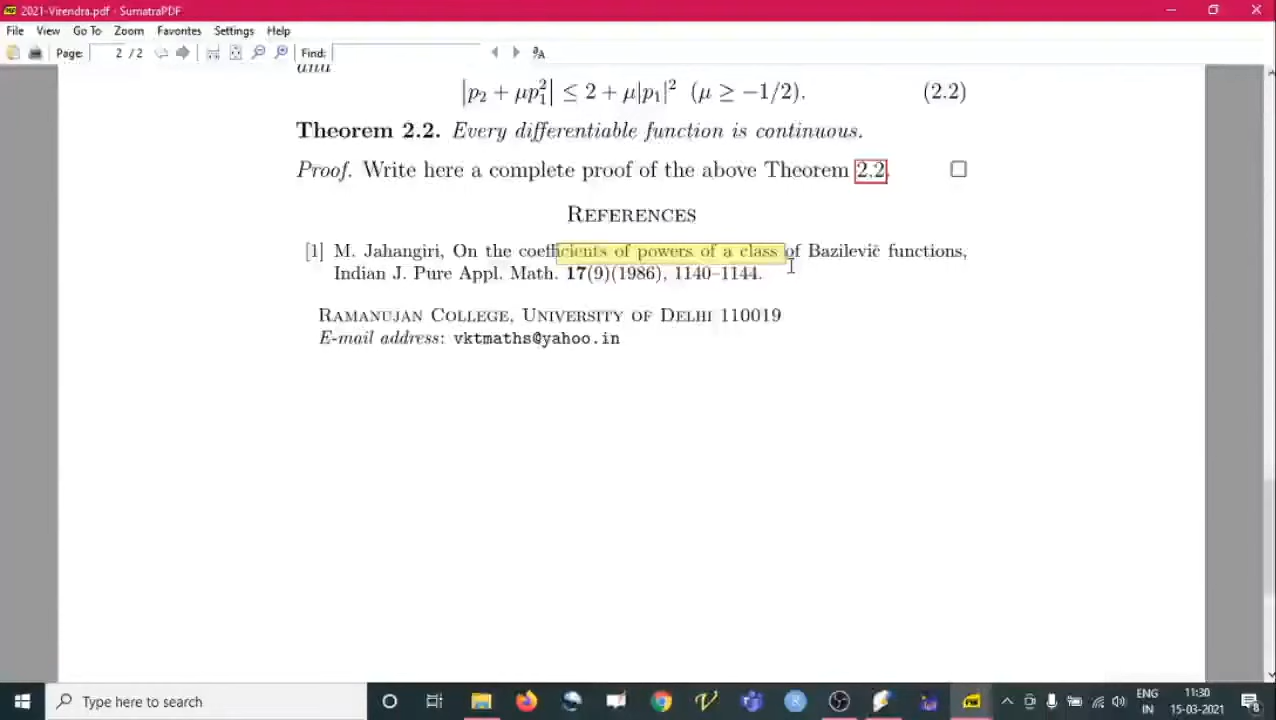 2021-Virendra.pdf - SumatraPDF
File View Go To Zoom Favorites Settings Help
Page: 2 / 2 Find:
and
|p₂ + μp₁²| ≤ 2 + μ|p₁|² (μ ≥ −1/2). (2.2)
Theorem 2.2. Every differentiable function is continuous.
Proof. Write here a complete proof of the above Theorem 2.2. □
References
[1] M. Jahangiri, On the coefficients of powers of a class of Bazilevič functions,
Indian J. Pure Appl. Math. 17(9)(1986), 1140–1144.
Ramanujan College, University of Delhi 110019
E-mail address: vktmaths@yahoo.in
Type here to search
ENG 11:30
IN 15-03-2021